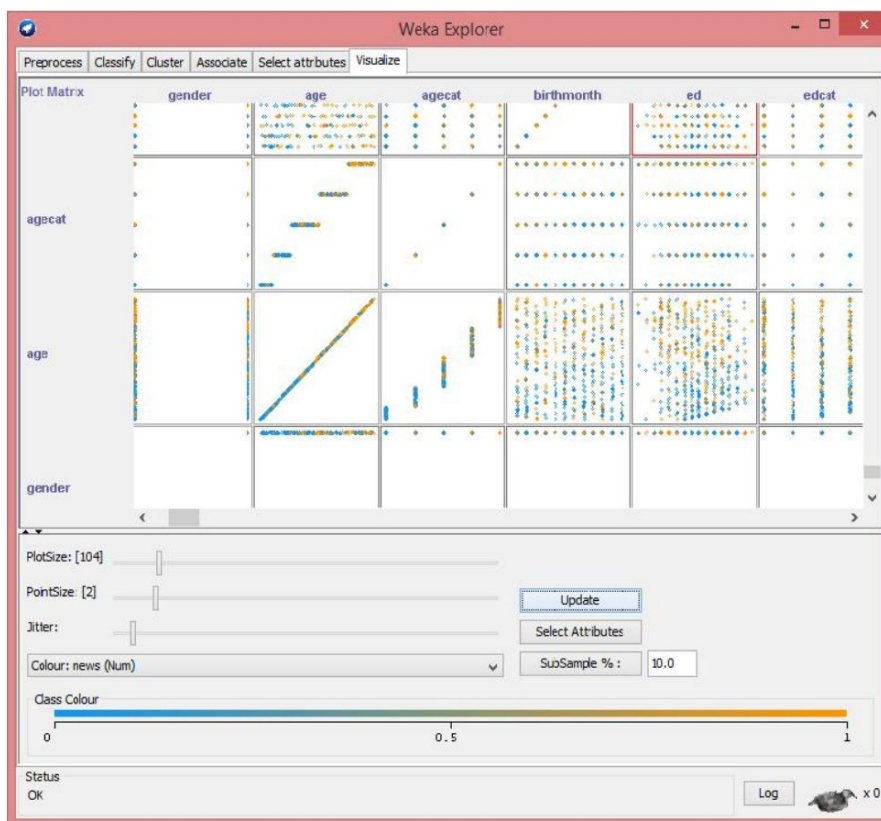 Weka Explorer
Preprocess Classify Cluster Associate Select attributes Visualize
Plot Matrix gender age agecat birthmonth ed edcat
agecat
age
gender
PlotSize: [104]
PointSize: [2]
Update
Jitter:
Select Attributes
Colour: news (Num)
SubSample % : 10.0
Class Colour
0 0.5 1
Status
OK
Log x 0